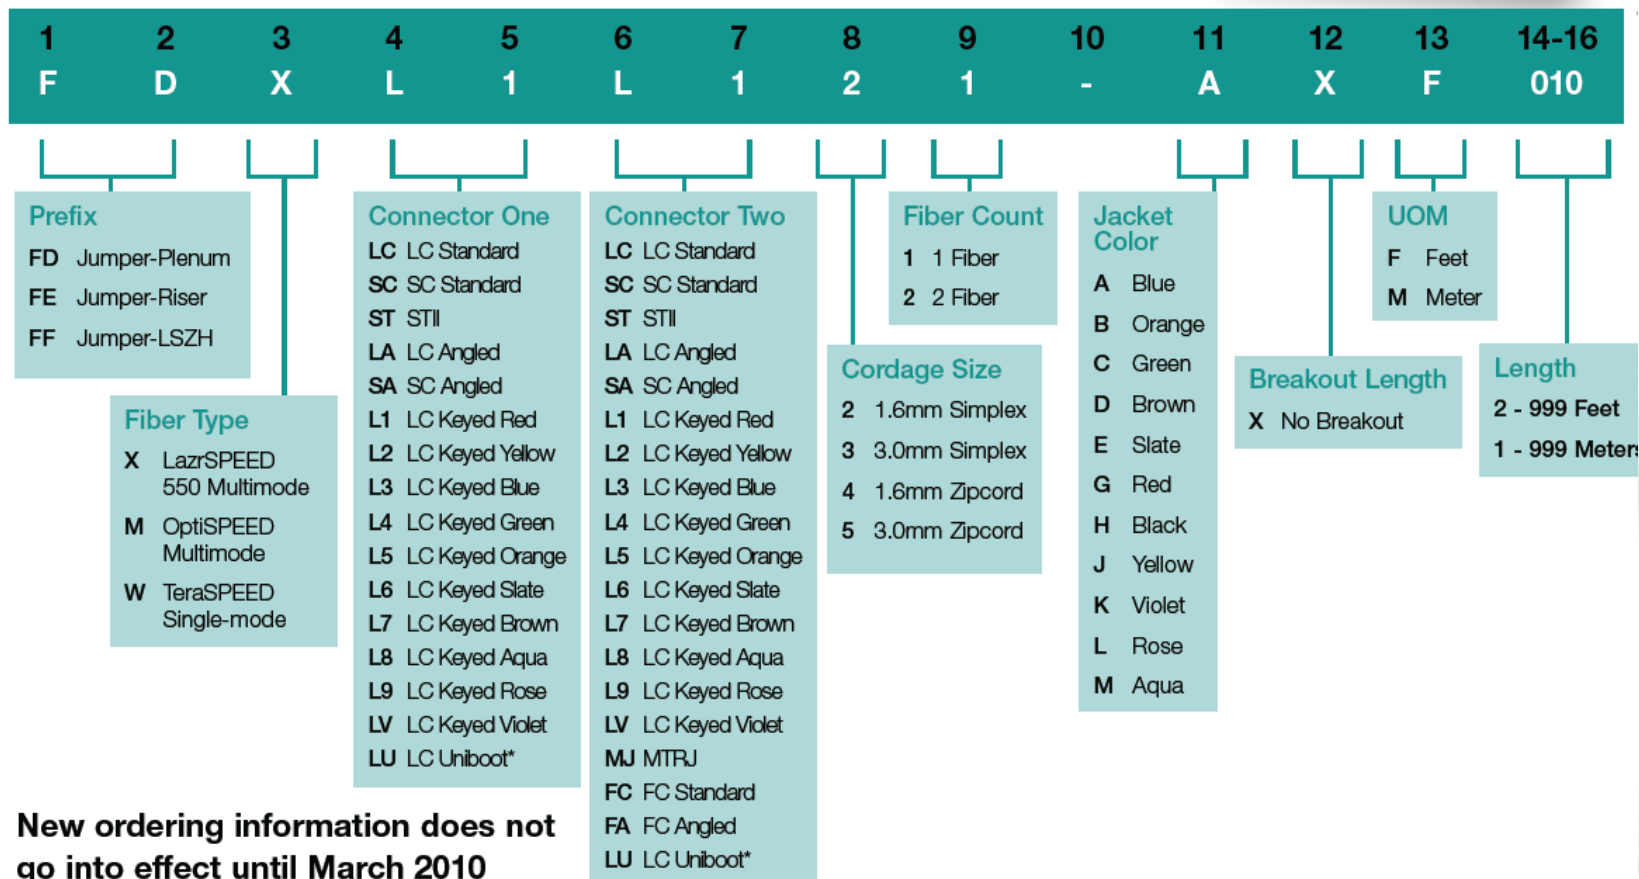 1 2 3 4 5 6 7 8 9 10 11 12 13 14-16
F D X L 1 L 1 2 1 - A X F 010
Prefix
FD Jumper-Plenum
FE Jumper-Riser
FF Jumper-LSZH
Fiber Type
X LazrSPEED
550 Multimode
M OptiSPEED
Multimode
W TeraSPEED
Single-mode
Connector One
LC LC Standard
SC SC Standard
ST STII
LA LC Angled
SA SC Angled
L1 LC Keyed Red
L2 LC Keyed Yellow
L3 LC Keyed Blue
L4 LC Keyed Green
L5 LC Keyed Orange
L6 LC Keyed Slate
L7 LC Keyed Brown
L8 LC Keyed Aqua
L9 LC Keyed Rose
LV LC Keyed Violet
LU LC Uniboot*
Connector Two
LC LC Standard
SC SC Standard
ST STII
LA LC Angled
SA SC Angled
L1 LC Keyed Red
L2 LC Keyed Yellow
L3 LC Keyed Blue
L4 LC Keyed Green
L5 LC Keyed Orange
L6 LC Keyed Slate
L7 LC Keyed Brown
L8 LC Keyed Aqua
L9 LC Keyed Rose
LV LC Keyed Violet
MJ MTRJ
FC FC Standard
FA FC Angled
LU LC Uniboot*
Cordage Size
2 1.6mm Simplex
3 3.0mm Simplex
4 1.6mm Zipcord
5 3.0mm Zipcord
Fiber Count
1 1 Fiber
2 2 Fiber
Jacket
Color
A Blue
B Orange
C Green
D Brown
E Slate
G Red
H Black
J Yellow
K Violet
L Rose
M Aqua
Breakout Length
X No Breakout
UOM
F Feet
M Meter
Length
2 - 999 Feet
1 - 999 Meters
New ordering information does not
go into effect until March 2010